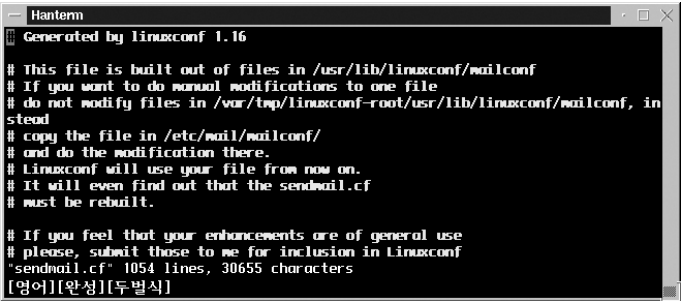 Hanterm
# Generated by linuxconf 1.16
# This file is built out of files in /usr/lib/linuxconf/mailconf
# If you want to do manual modifications to one file
# do not modify files in /var/tmp/linuxconf-root/usr/lib/linuxconf/mailconf, in
stead
# copy the file in /etc/mail/mailconf/
# and do the modification there.
# Linuxconf will use your file from now on.
# It will even find out that the sendmail.cf
# must be rebuilt.
# If you feel that your enhancements are of general use
# please, submit those to me for inclusion in Linuxconf
"sendmail.cf" 1054 lines, 30655 characters
[영어][완성][두벌식]